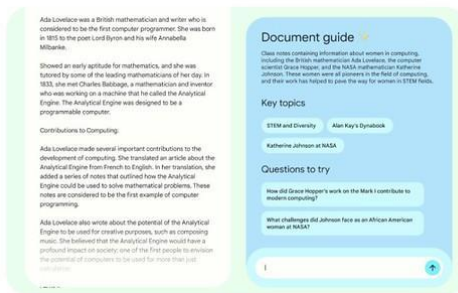 Ada Lovelace was a British mathematician and writer who is
considered to be the first computer programmer. She was born
in 1815 to the poet Lord Byron and his wife Annabella
Milbanke.
Showed an early aptitude for mathematics, and she was
tutored by some of the leading mathematicians of her day. In
1833, she met Charles Babbage, a mathematician and inventor
who was working on a machine that he called the Analytical
Engine. The Analytical Engine was designed to be a
programmable computer.
Contributions to Computing:
Ada Lovelace made several important contributions to the
development of computing. She translated an article about the
Analytical Engine from French to English. In her translation, she
added a series of notes that outlined how the Analytical
Engine could be used to solve mathematical problems. These
notes are considered to be the first example of computer
programming.
Ada Lovelace also wrote about the potential of the Analytical
Engine to be used for creative purposes, such as composing
music. She believed that the Analytical Engine would have a
profound impact on society; one of the first people to envision
the potential of computers to be used for more than just
Document guide
Class notes containing information about women in computing,
including the British mathematician Ada Lovelace, the computer
scientist Grace Hopper, and the NASA mathematician Katherine
Johnson. These women were all pioneers in the field of computing,
and their work has helped to pave the way for women in STEM fields.
Key topics
STEM and Diversity
Alan Kay's Dynabook
Katherine Johnson at NASA
Questions to try
How did Grace Hopper's work on the Mark I contribute to
modern computing?
What challenges did Johnson face as an African American
woman at NASA?